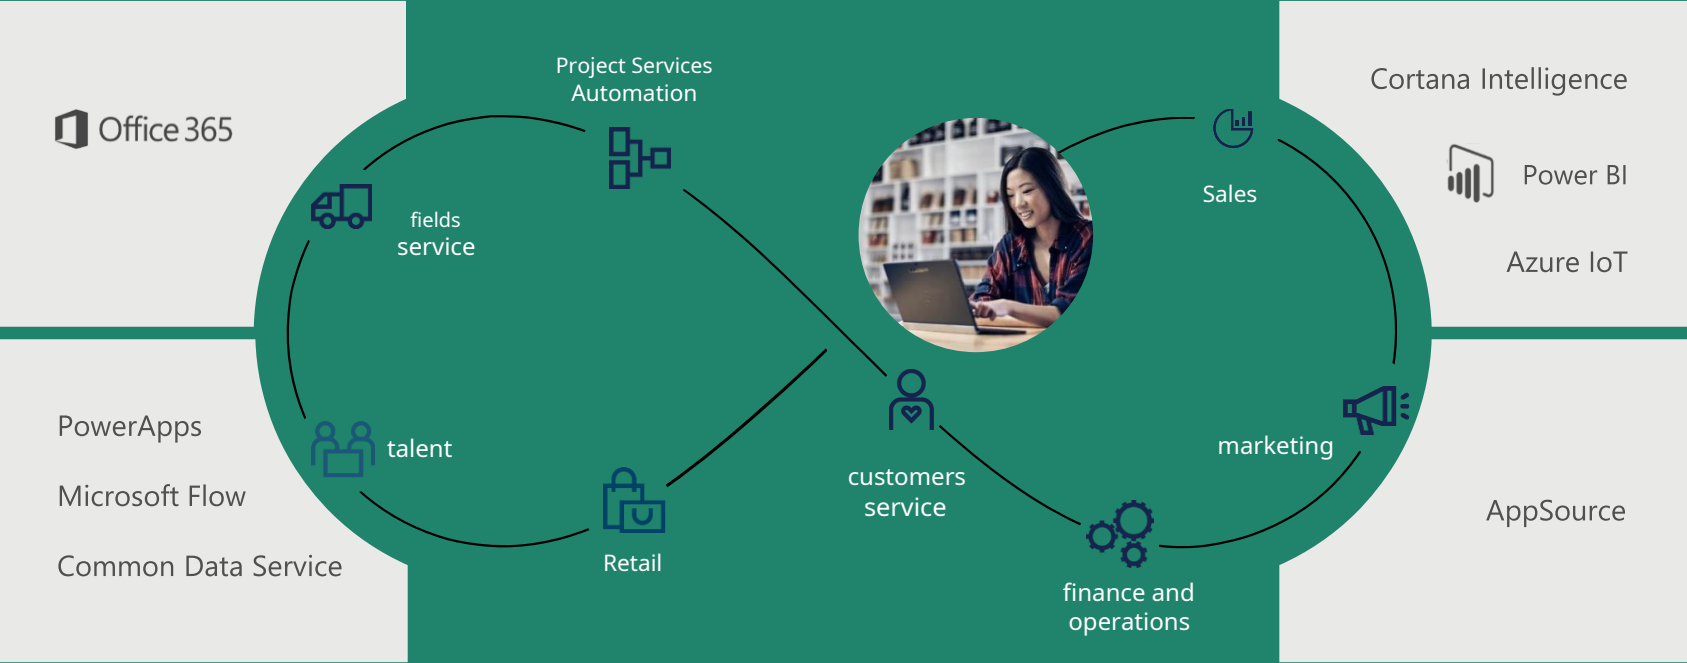 Office 365
PowerApps
Microsoft Flow
Common Data Service
Project Services
Automation
fields
service
talent
Retail
customers
service
Sales
marketing
finance and
operations
Cortana Intelligence
Power BI
Azure IoT
AppSource